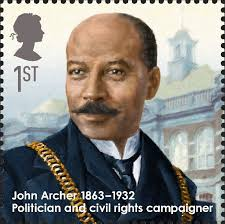 1ST
John Archer 1863–1932
Politician and civil rights campaigner